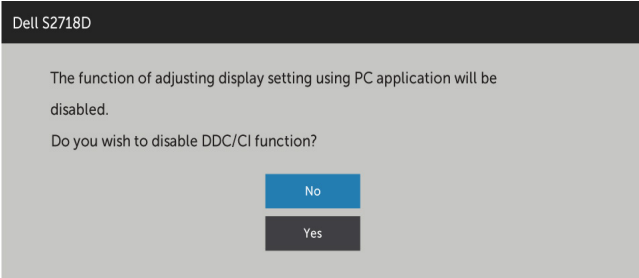 Dell S2718D
The function of adjusting display setting using PC application will be
disabled.
Do you wish to disable DDC/CI function?
No
Yes